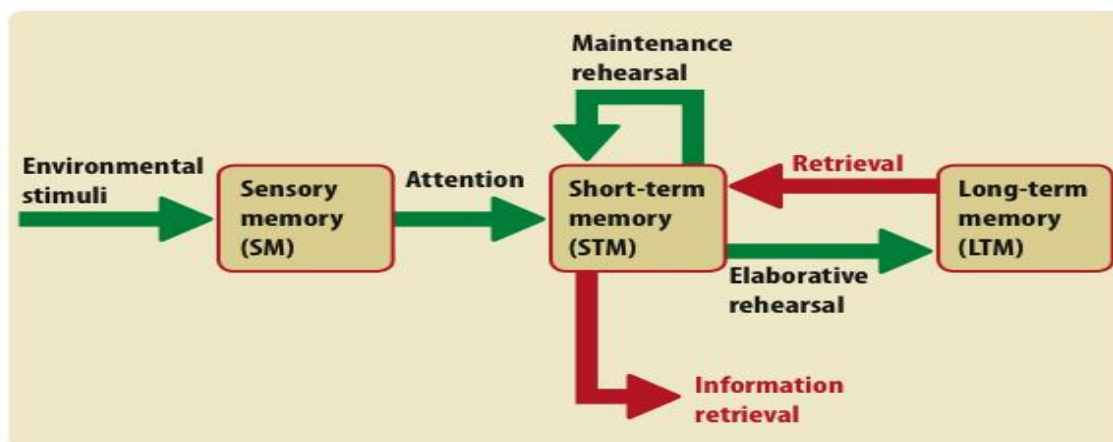 Maintenance
rehearsal
Environmental
stimuli
Sensory
memory
(SM)
Attention
Short-term
memory
(STM)
Retrieval
Long-term
memory
(LTM)
Elaborative
rehearsal
Information
retrieval